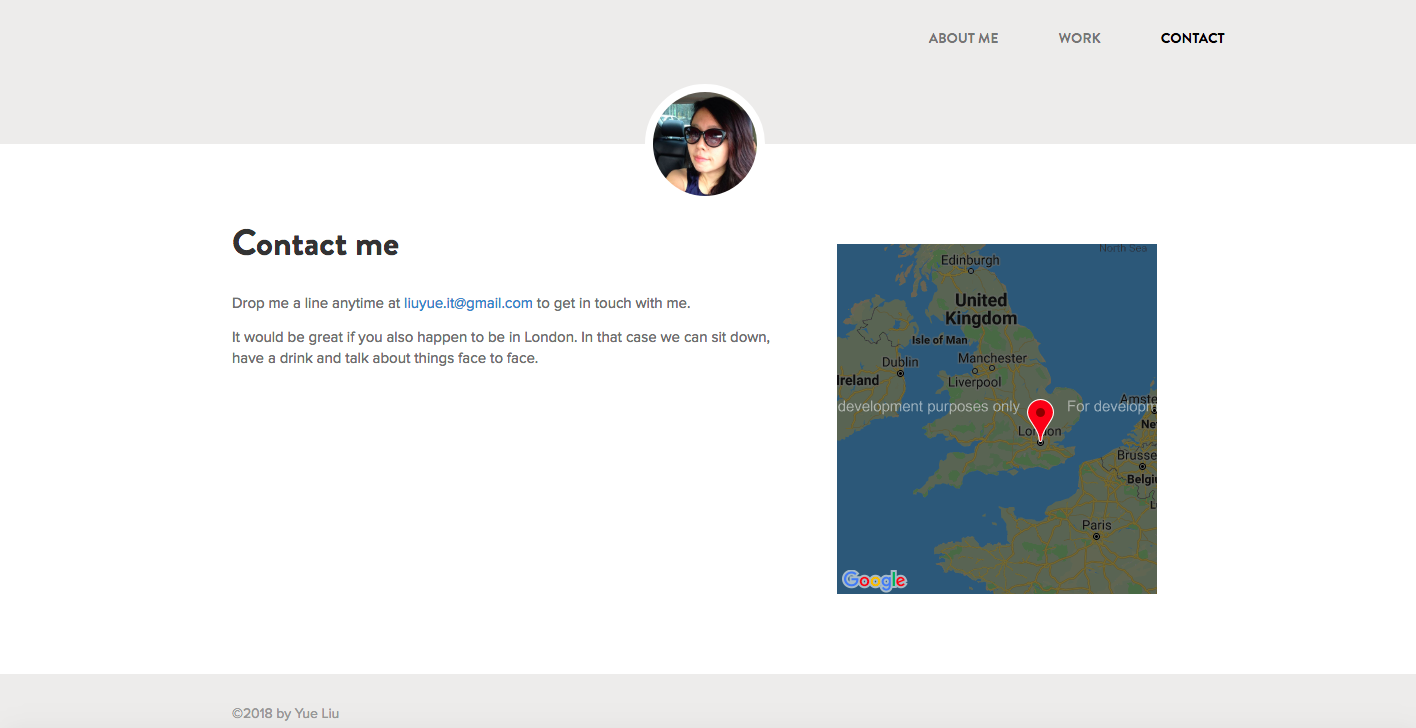 ABOUT ME
WORK
CONTACT
Contact me
Drop me a line anytime at liuyue.it@gmail.com to get in touch with me.
It would be great if you also happen to be in London. In that case we can sit down,
have a drink and talk about things face to face.
North Sea
Edinburgh
United
Kingdom
Isle of Man
Dublin
Manchester
Ireland
Liverpool
Amste
development purposes only
For developm
Ne
London
Brusse
Belgi
L
Paris
Google
©2018 by Yue Liu